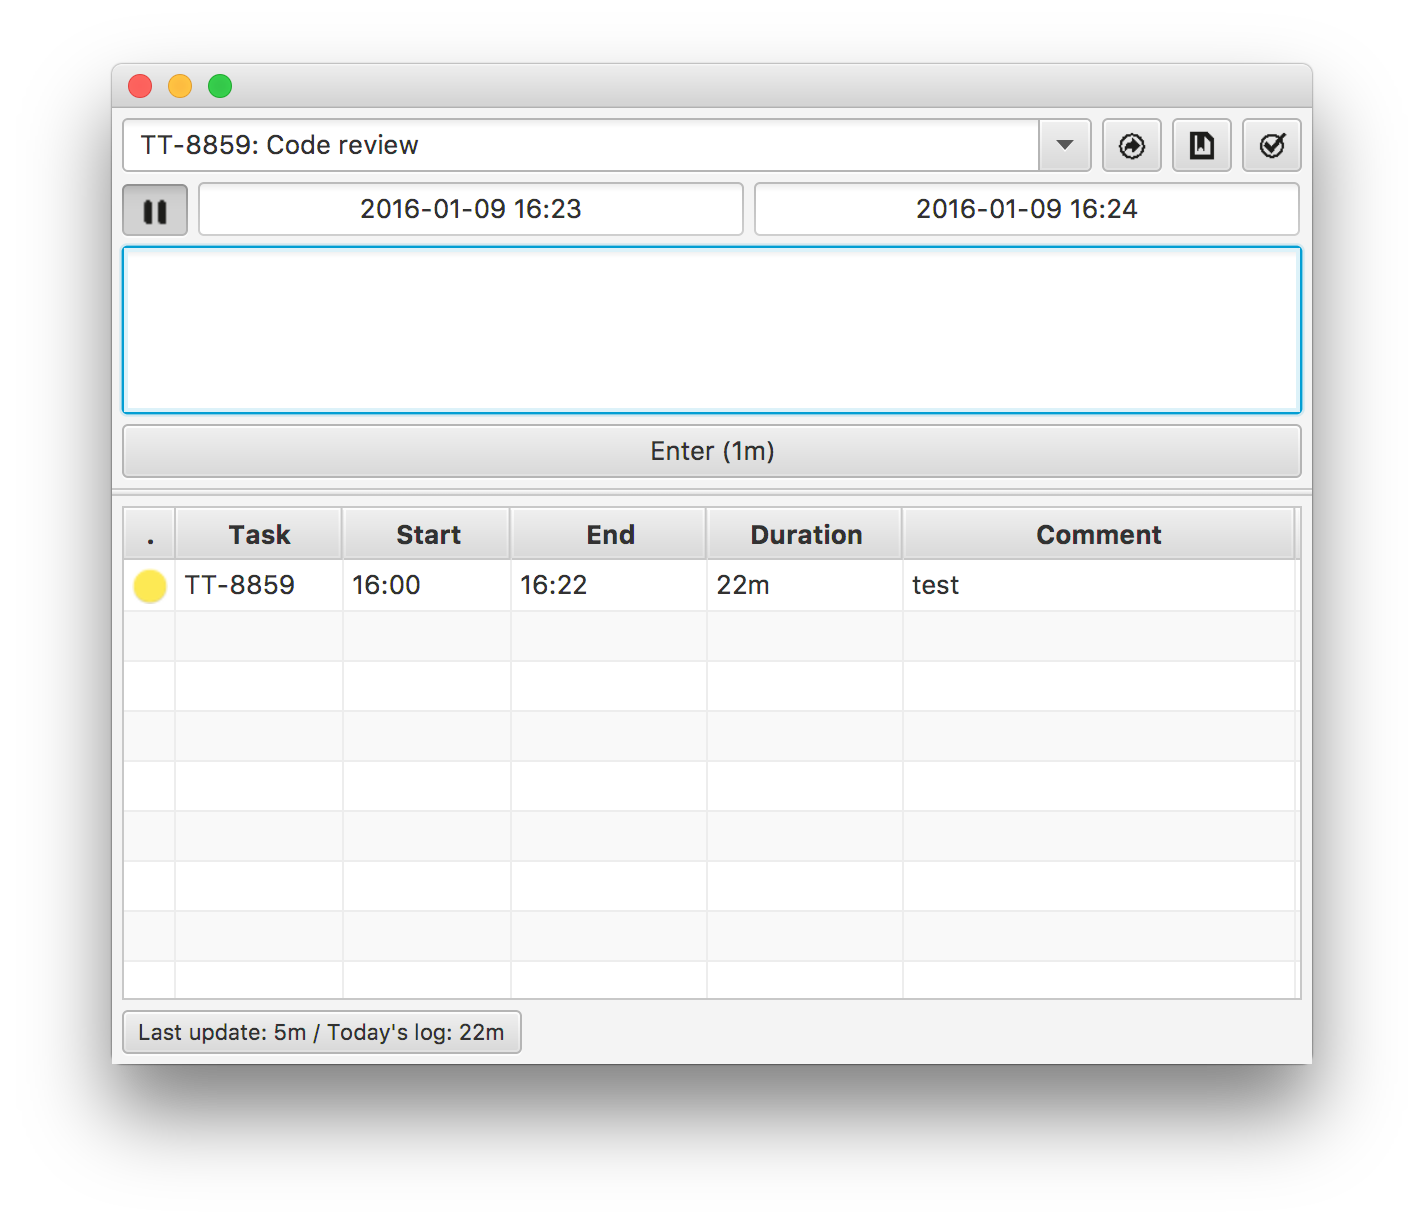 TT-8859: Code review
2016-01-09 16:23 2016-01-09 16:24
Enter (1m)
. Task Start End Duration Comment
TT-8859 16:00 16:22 22m test
Last update: 5m / Today's log: 22m